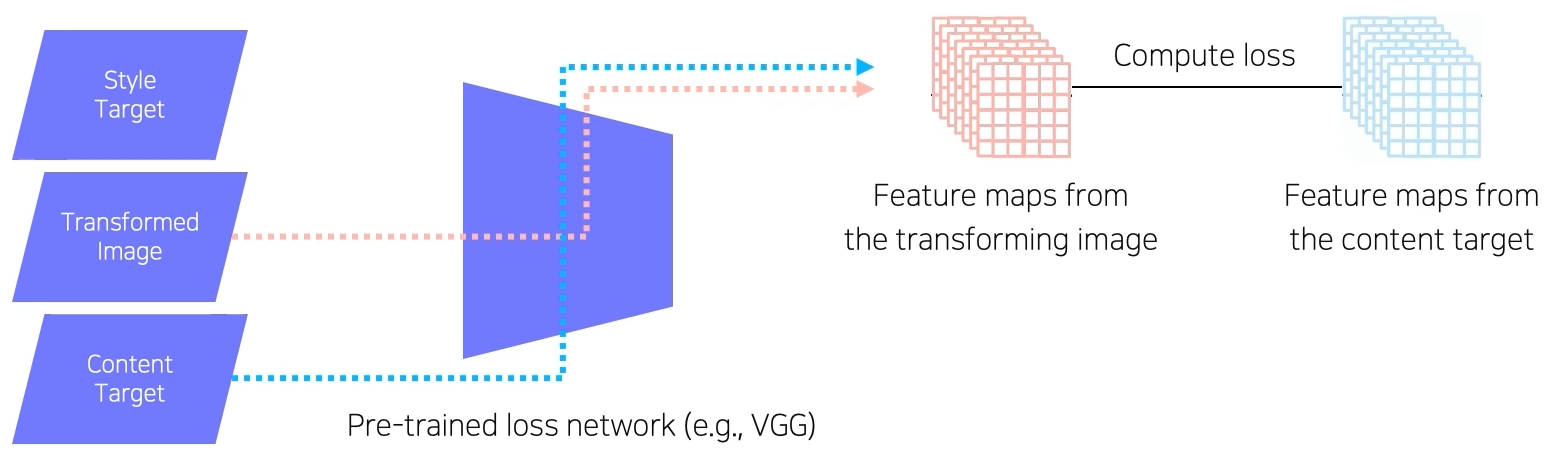 Style
Target
Transformed
Image
Content
Target
Pre-trained loss network (e.g., VGG)
Compute loss
Feature maps from
the transforming image
Feature maps from
the content target